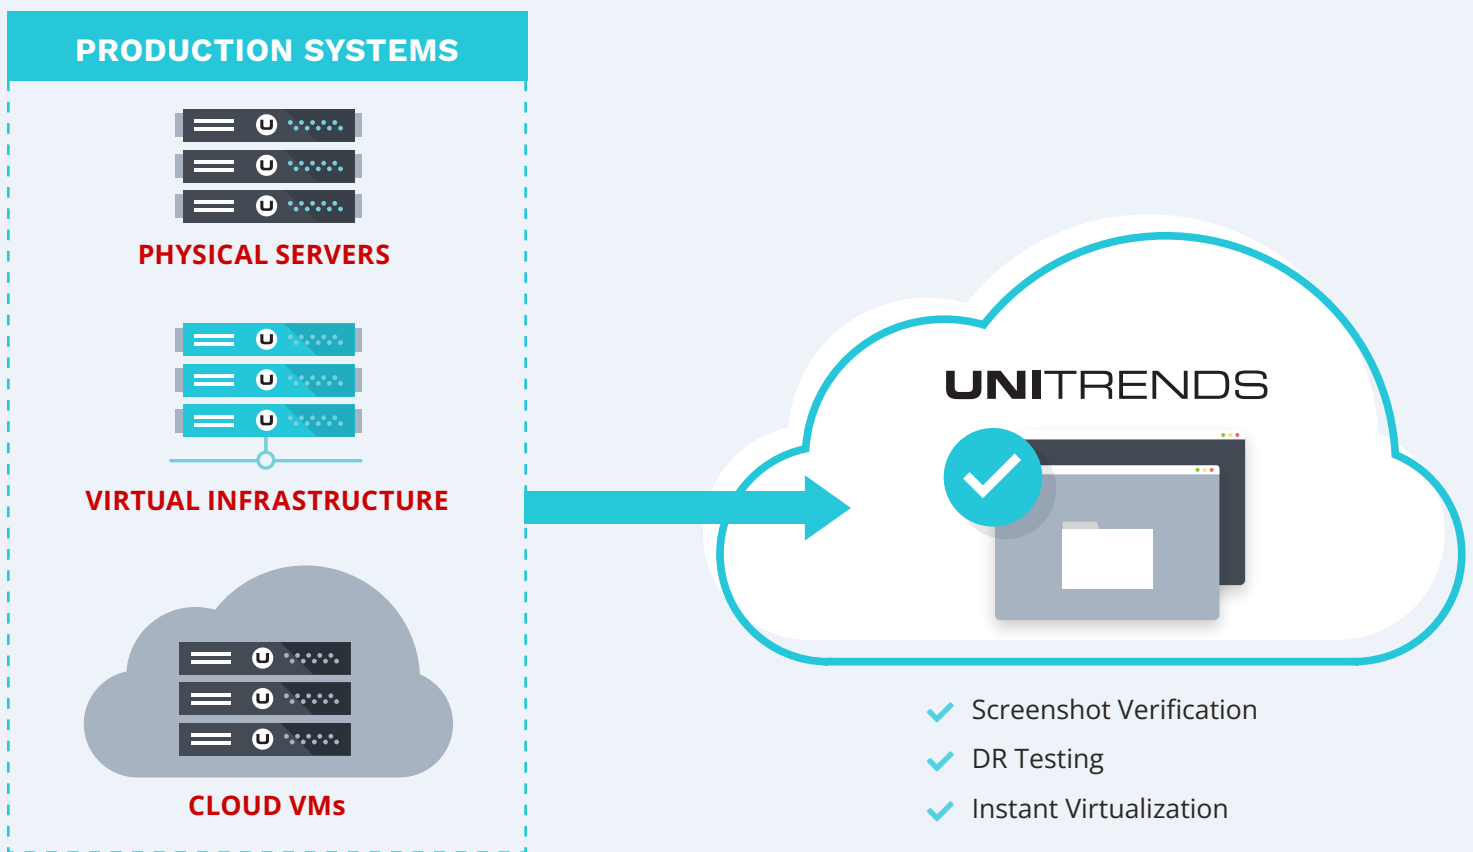 PRODUCTION SYSTEMS
U
U
U
PHYSICAL SERVERS
U
U
U
VIRTUAL INFRASTRUCTURE
U
U
U
CLOUD VMs
UNITRENDS
Screenshot Verification
DR Testing
Instant Virtualization